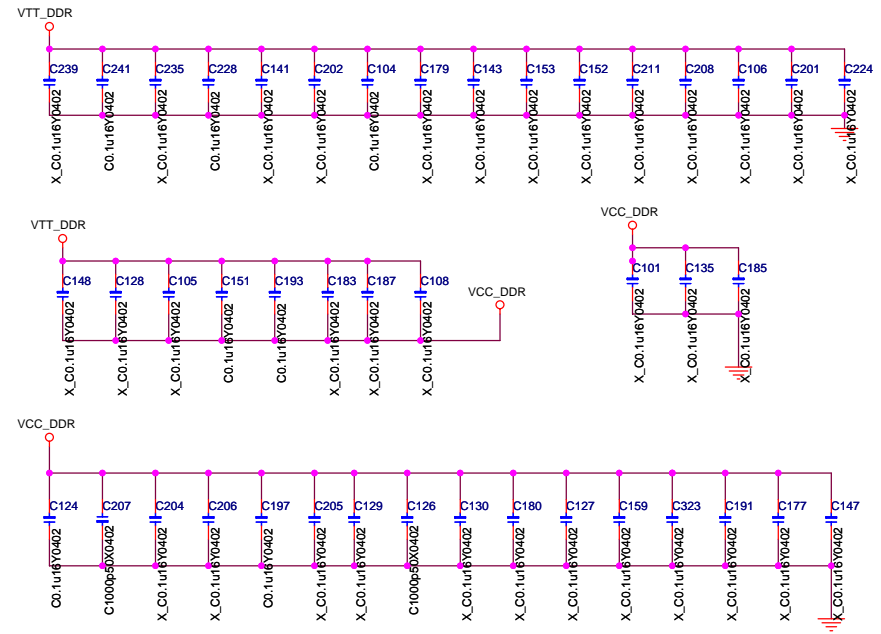 VTT_DDR
C239 C241 C235 C228 C141 C202 C104 C179 C143 C153 C152 C211 C208 C106 C201 C224
X_C0.1u16Y0402 C0.1u16Y0402 X_C0.1u16Y0402 C0.1u16Y0402 X_C0.1u16Y0402 X_C0.1u16Y0402 C0.1u16Y0402 X_C0.1u16Y0402 X_C0.1u16Y0402 X_C0.1u16Y0402 X_C0.1u16Y0402 X_C0.1u16Y0402 X_C0.1u16Y0402 X_C0.1u16Y0402 X_C0.1u16Y0402 X_C0.1u16Y0402
VTT_DDR
C148 C128 C105 C151 C193 C183 C187 C108
VCC_DDR
X_C0.1u16Y0402 X_C0.1u16Y0402 X_C0.1u16Y0402 C0.1u16Y0402 C0.1u16Y0402 X_C0.1u16Y0402 X_C0.1u16Y0402 X_C0.1u16Y0402
VCC_DDR
C101 C135 C185
X_C0.1u16Y0402 X_C0.1u16Y0402 X_C0.1u16Y0402
VCC_DDR
C124 C207 C204 C206 C197 C205 C129 C126 C130 C180 C127 C159 C323 C191 C177 C147
C0.1u16Y0402 C1000p50X0402 X_C0.1u16Y0402 X_C0.1u16Y0402 C0.1u16Y0402 X_C0.1u16Y0402 X_C0.1u16Y0402 C1000p50X0402 X_C0.1u16Y0402 X_C0.1u16Y0402 X_C0.1u16Y0402 X_C0.1u16Y0402 X_C0.1u16Y0402 X_C0.1u16Y0402 X_C0.1u16Y0402 X_C0.1u16Y0402